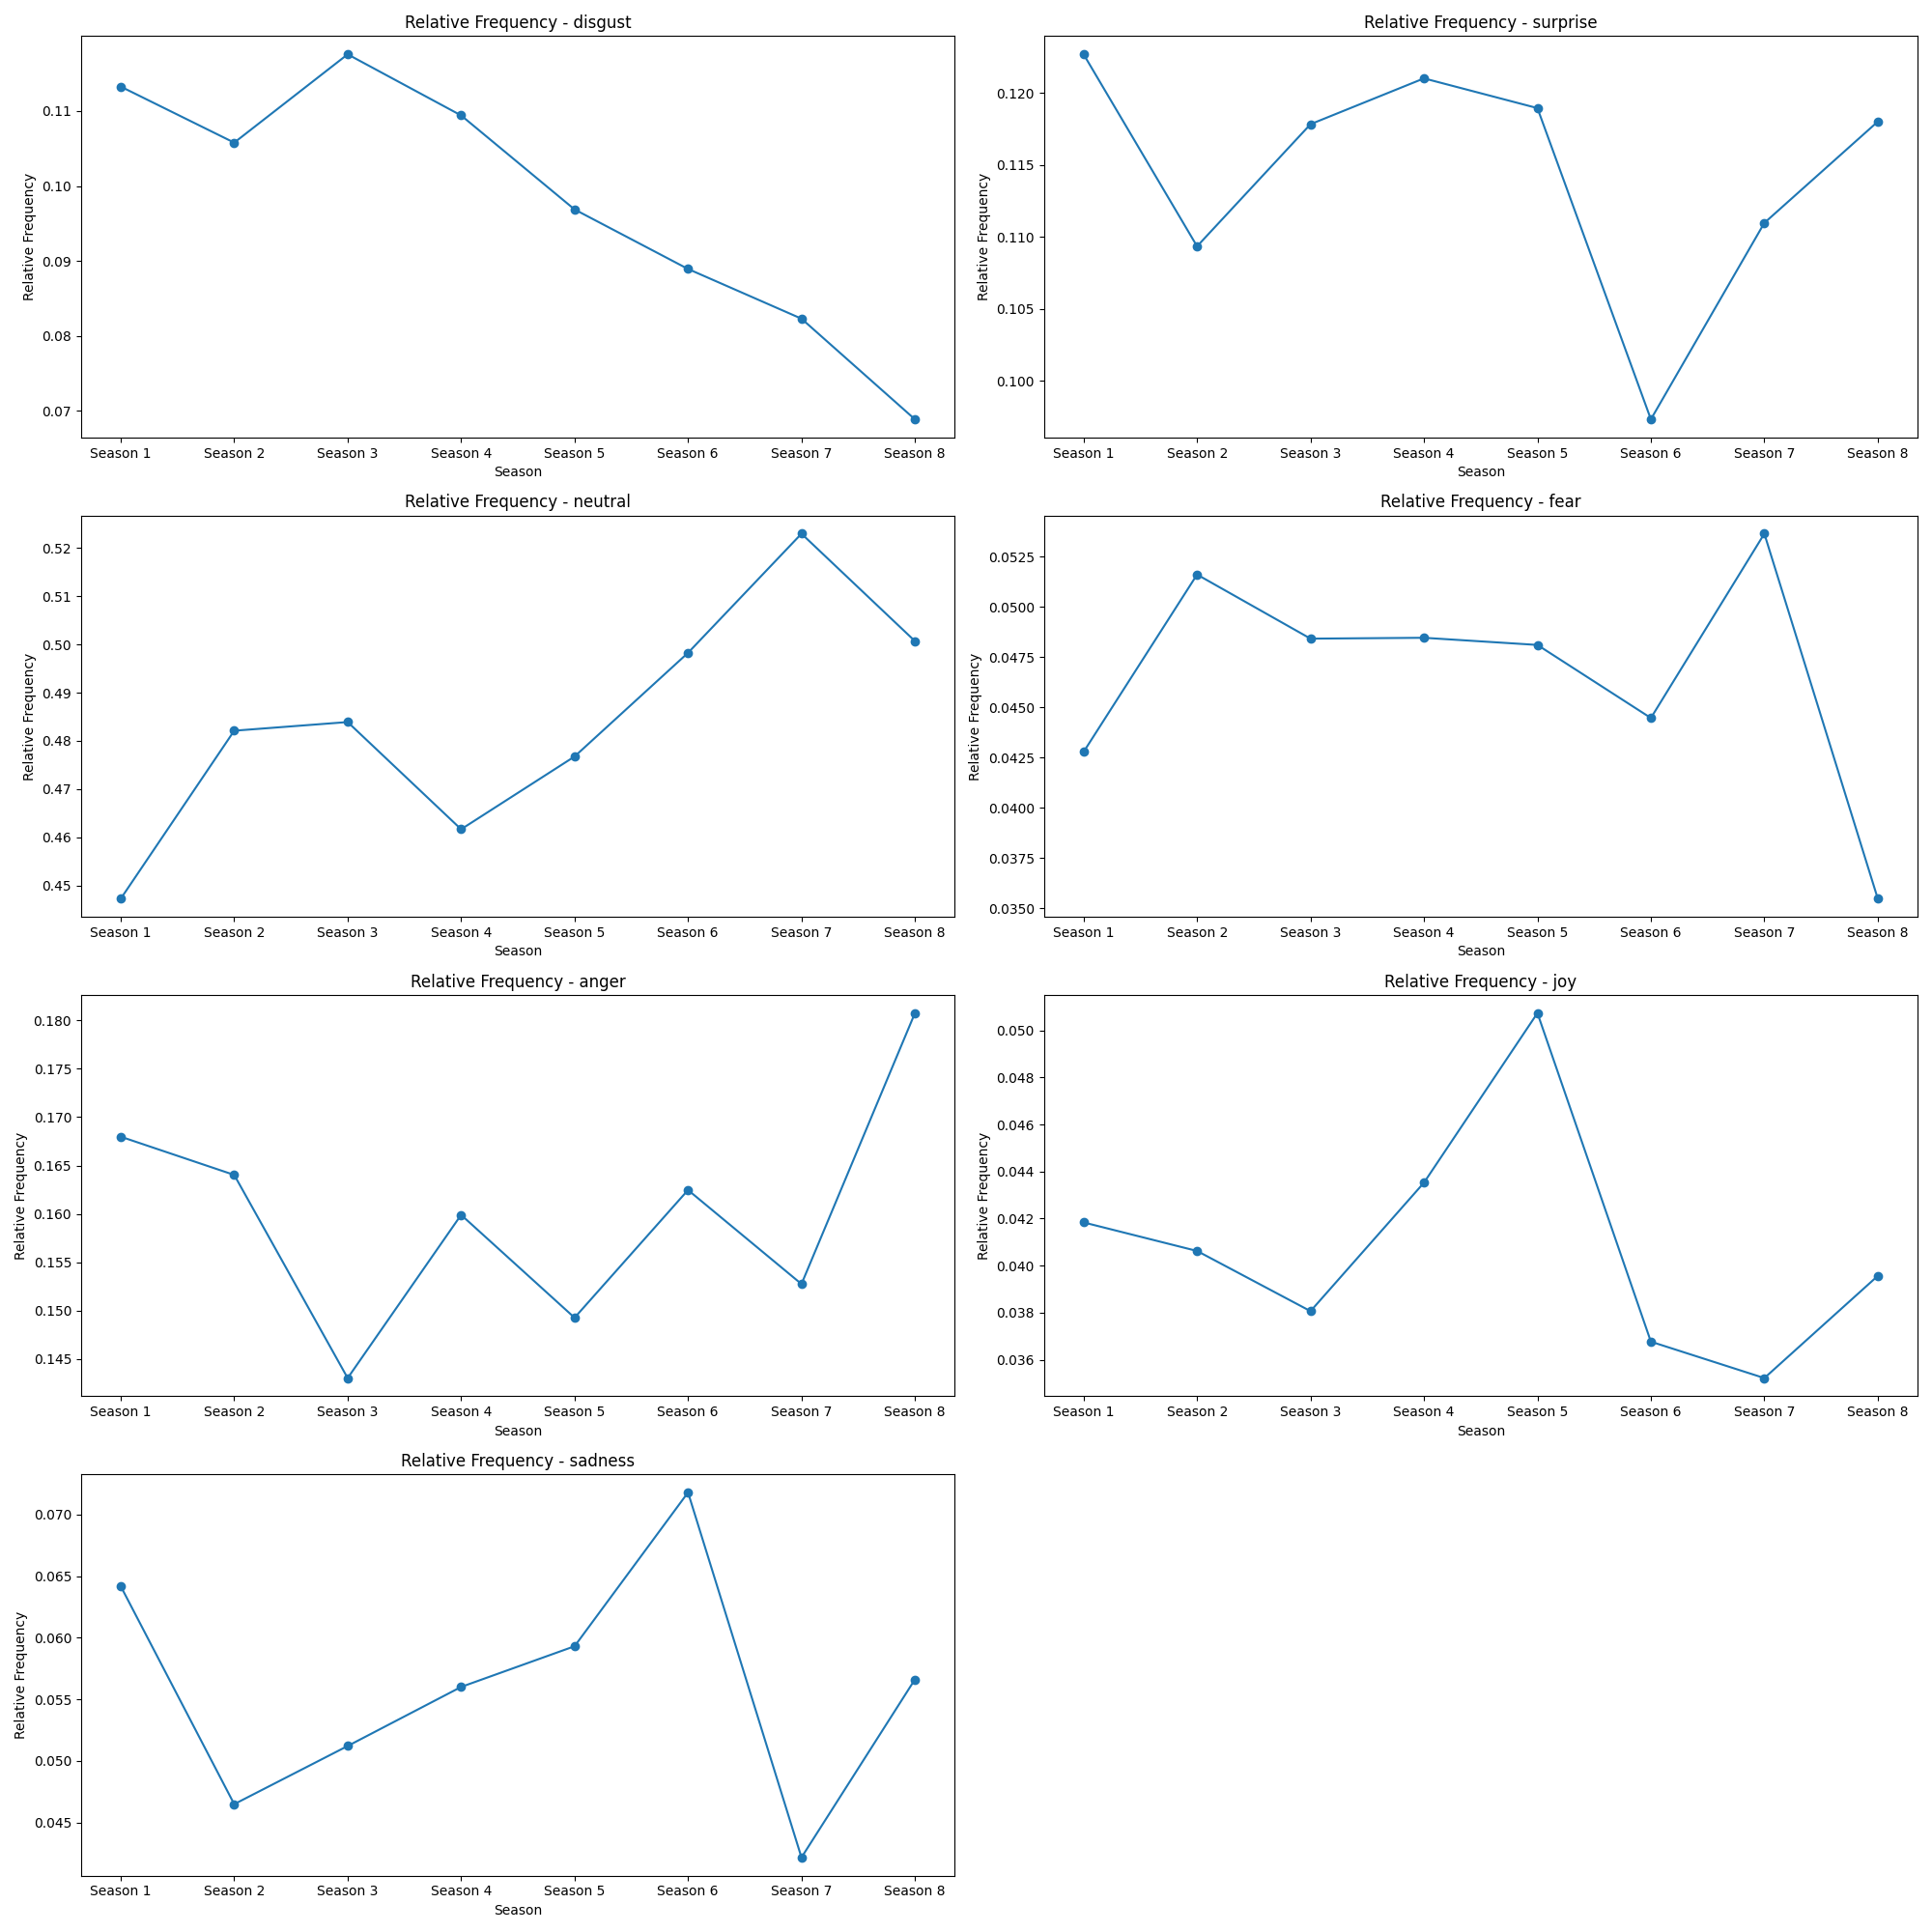 Relative Frequency - disgust
Relative Frequency
0.11
0.10
0.09
0.08
0.07
Season 1 Season 2 Season 3 Season 4 Season 5 Season 6 Season 7 Season 8
Season
Relative Frequency - surprise
Relative Frequency
0.120
0.115
0.110
0.105
0.100
Season 1 Season 2 Season 3 Season 4 Season 5 Season 6 Season 7 Season 8
Season
Relative Frequency - neutral
Relative Frequency
0.52
0.51
0.50
0.49
0.48
0.47
0.46
0.45
Season 1 Season 2 Season 3 Season 4 Season 5 Season 6 Season 7 Season 8
Season
Relative Frequency - fear
Relative Frequency
0.0525
0.0500
0.0475
0.0450
0.0425
0.0400
0.0375
0.0350
Season 1 Season 2 Season 3 Season 4 Season 5 Season 6 Season 7 Season 8
Season
Relative Frequency - anger
Relative Frequency
0.180
0.175
0.170
0.165
0.160
0.155
0.150
0.145
Season 1 Season 2 Season 3 Season 4 Season 5 Season 6 Season 7 Season 8
Season
Relative Frequency - joy
Relative Frequency
0.050
0.048
0.046
0.044
0.042
0.040
0.038
0.036
Season 1 Season 2 Season 3 Season 4 Season 5 Season 6 Season 7 Season 8
Season
Relative Frequency - sadness
Relative Frequency
0.070
0.065
0.060
0.055
0.050
0.045
Season 1 Season 2 Season 3 Season 4 Season 5 Season 6 Season 7 Season 8
Season